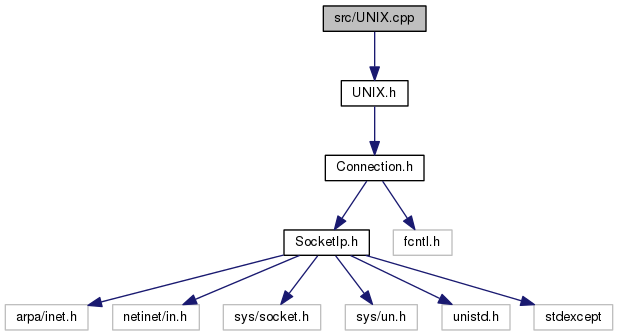 src/UNIX.cpp
UNIX.h
Connection.h
SocketIp.h
fcntl.h
arpa/inet.h
netinet/in.h
sys/socket.h
sys/un.h
unistd.h
stdexcept